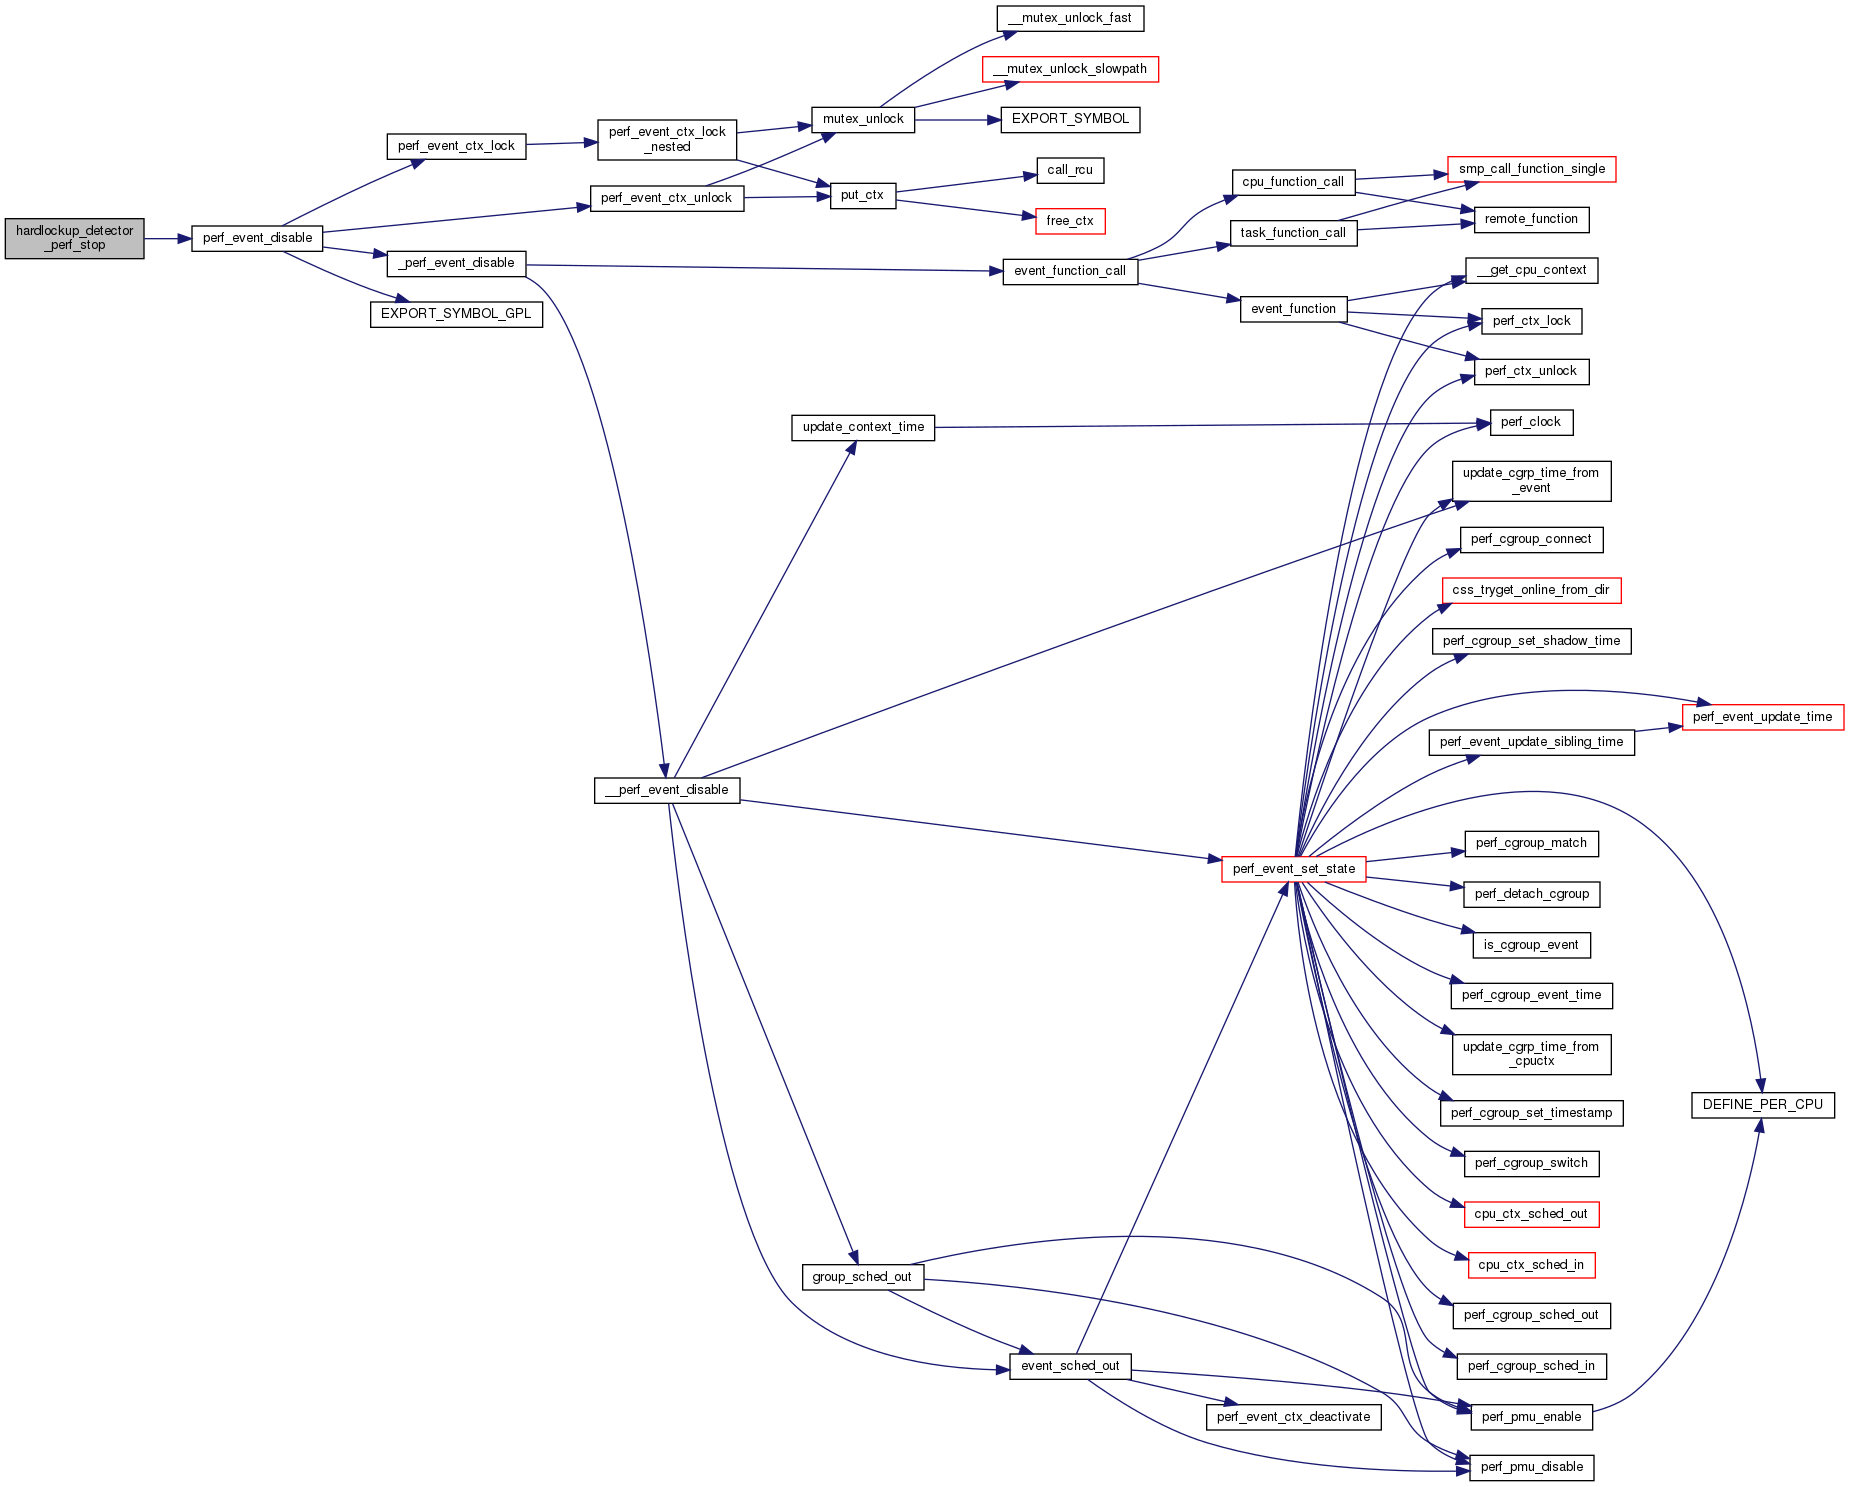 hardlockup_detector
_perf_stop
perf_event_disable
perf_event_ctx_lock
perf_event_ctx_unlock
_perf_event_disable
EXPORT_SYMBOL_GPL
perf_event_ctx_lock
_nested
mutex_unlock
put_ctx
__mutex_unlock_fast
__mutex_unlock_slowpath
EXPORT_SYMBOL
call_rcu
free_ctx
event_function_call
cpu_function_call
task_function_call
event_function
smp_call_function_single
remote_function
__get_cpu_context
perf_ctx_lock
perf_ctx_unlock
update_context_time
perf_clock
update_cgrp_time_from
_event
perf_cgroup_connect
css_tryget_online_from_dir
perf_cgroup_set_shadow_time
perf_event_update_time
perf_event_update_sibling_time
__perf_event_disable
perf_event_set_state
perf_cgroup_match
perf_detach_cgroup
is_cgroup_event
perf_cgroup_event_time
update_cgrp_time_from
_cpuctx
DEFINE_PER_CPU
perf_cgroup_set_timestamp
perf_cgroup_switch
cpu_ctx_sched_out
cpu_ctx_sched_in
group_sched_out
perf_cgroup_sched_out
event_sched_out
perf_cgroup_sched_in
perf_event_ctx_deactivate
perf_pmu_enable
perf_pmu_disable